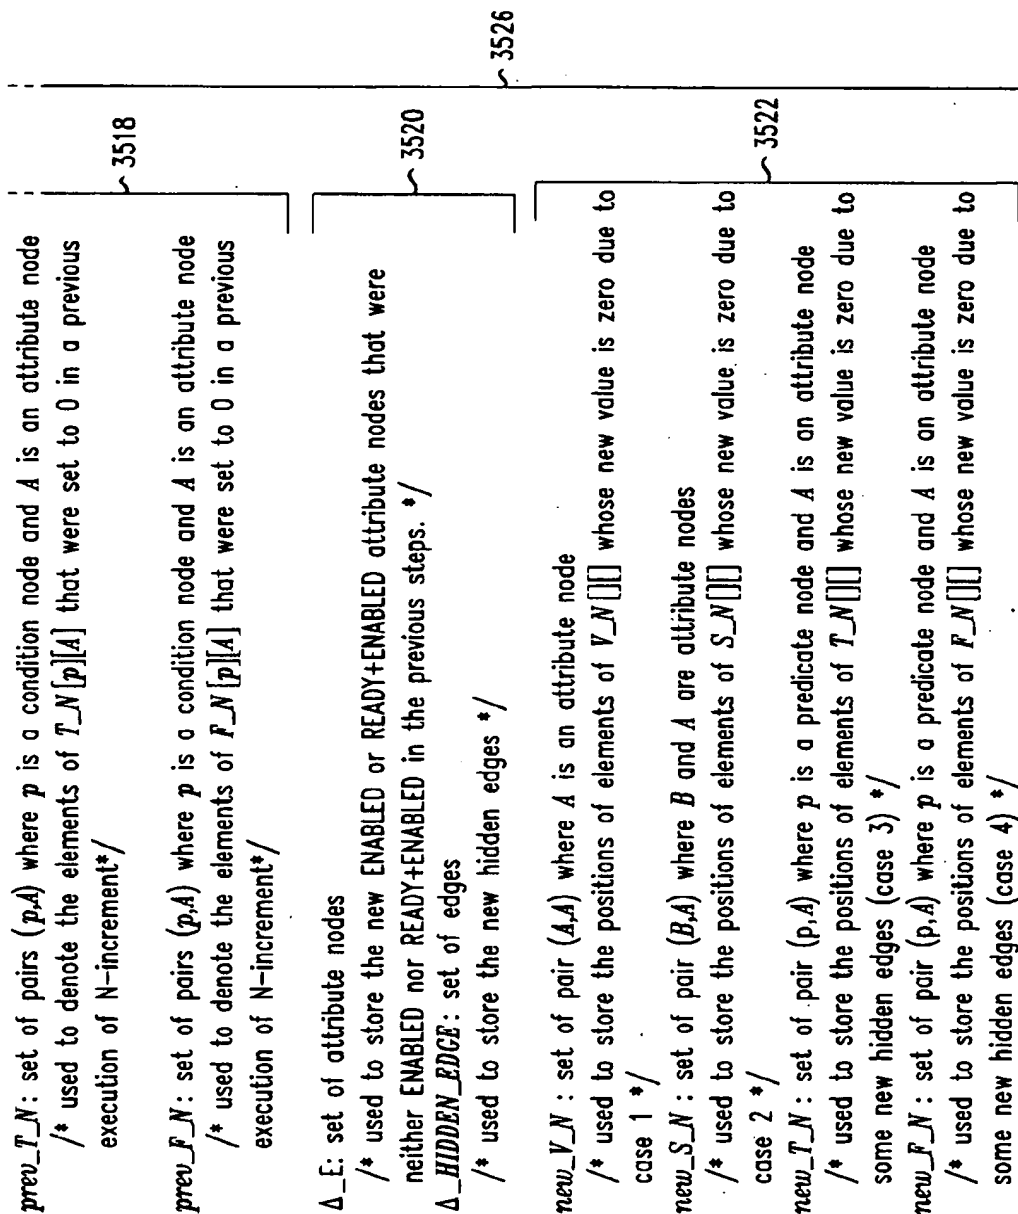 prev_T_N : set of pairs (p,A) where p is a condition node and A is an attribute node
/* used to denote the elements of T_N[p][A] that were set to 0 in a previous
execution of N-increment*/
prev_F_N : set of pairs (p,A) where p is a condition node and A is an attribute node
/* used to denote the elements of F_N[p][A] that were set to 0 in a previous
execution of N-increment*/
3518
Δ_E: set of attribute nodes
/* used to store the new ENABLED or READY+ENABLED attribute nodes that were
neither ENABLED nor READY+ENABLED in the previous steps. */
Δ_HIDDEN_EDGE : set of edges
/* used to store the new hidden edges */
3520
new_V_N : set of pair (A,A) where A is an attribute node
/* used to store the positions of elements of V_N[][] whose new value is zero due to
case 1 */
new_S_N : set of pair (B,A) where B and A are attribute nodes
/* used to store the positions of elements of S_N[][] whose new value is zero due to
case 2 */
new_T_N : set of pair (p,A) where p is a predicate node and A is an attribute node
/* used to store the positions of elements of T_N[][] whose new value is zero due to
some new hidden edges (case 3) */
new_F_N : set of pair (p,A) where p is a predicate node and A is an attribute node
/* used to store the positions of elements of F_N[][] whose new value is zero due to
some new hidden edges (case 4) */
3522
3526